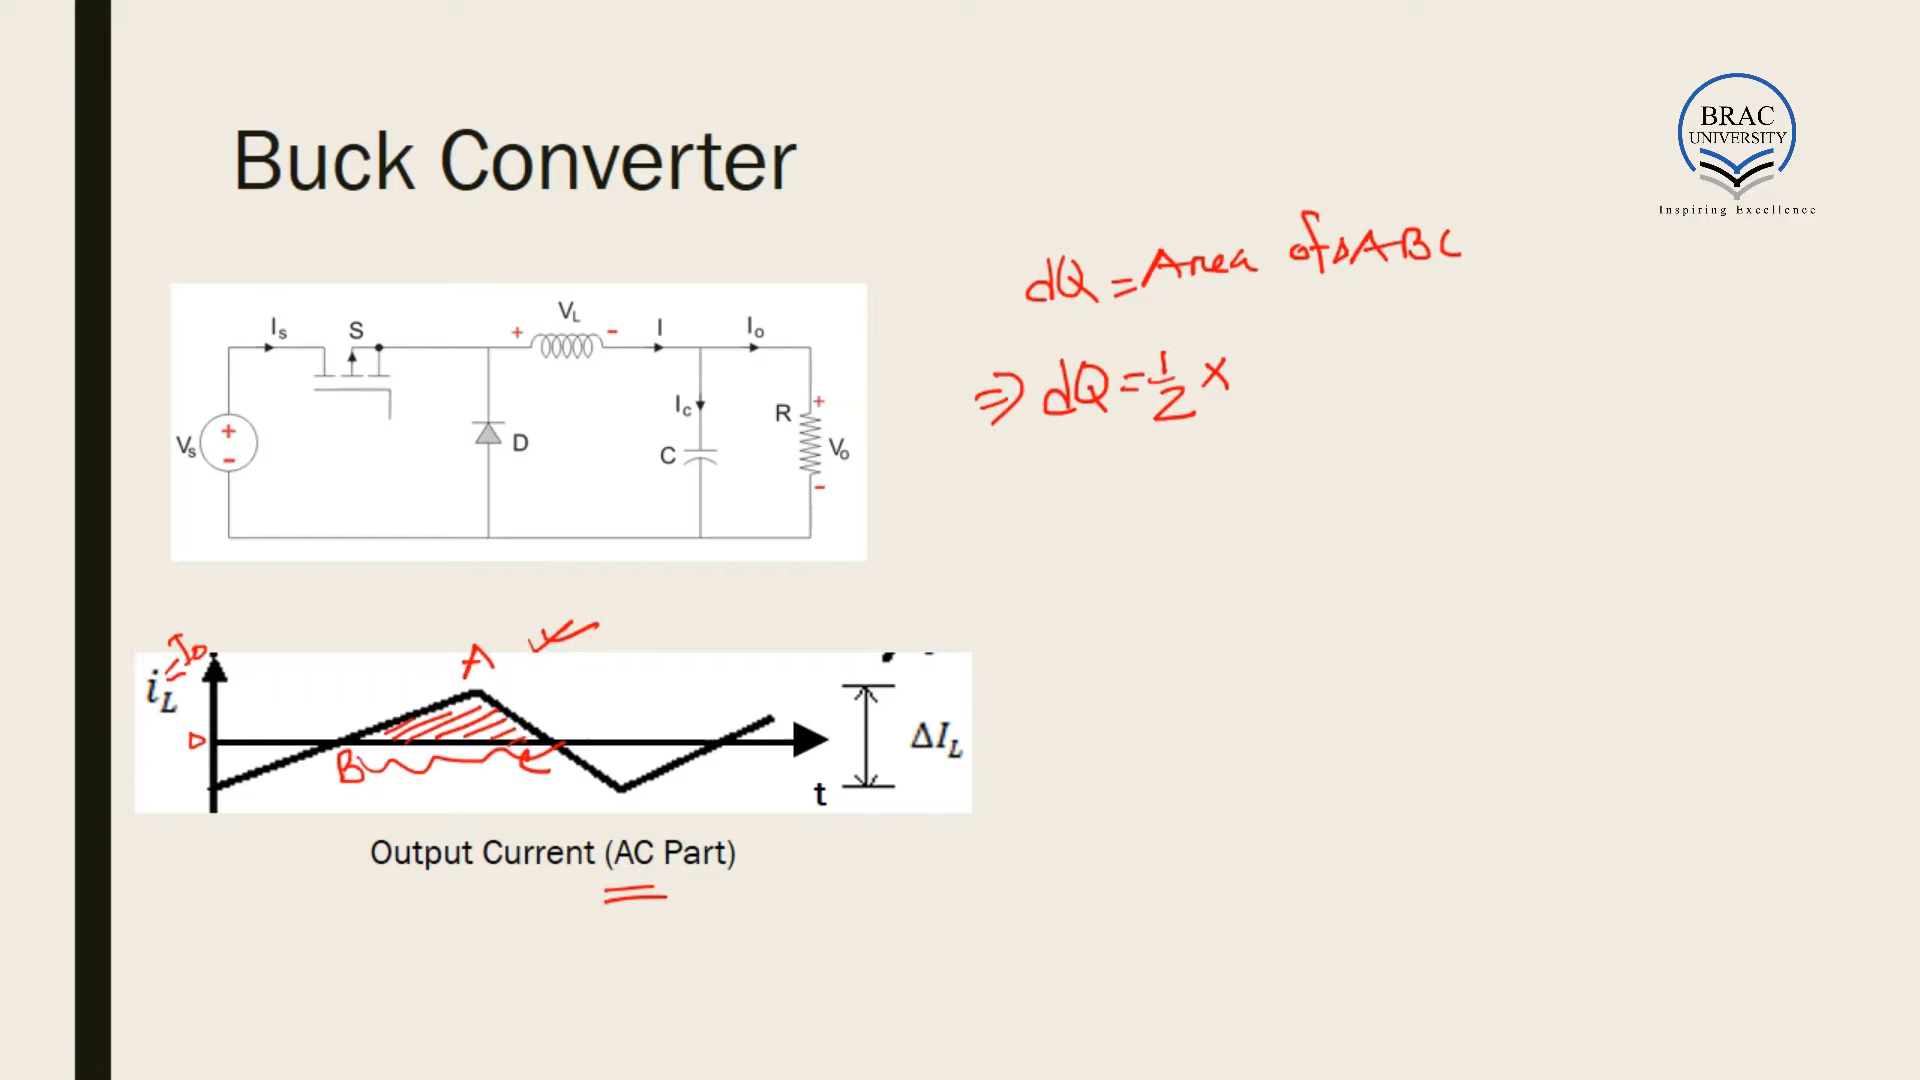 BRAC
UNIVERSITY
Inspiring Excellence
Buck Converter
dQ = Area of △ABC
⇒ dQ = 1/2 ×
Is
S
+ VL -
I
Io
Vs
+
-
D
Ic
C
R
+
Vo
-
iL = Io
A
B
C
t
ΔIL
Output Current (AC Part)